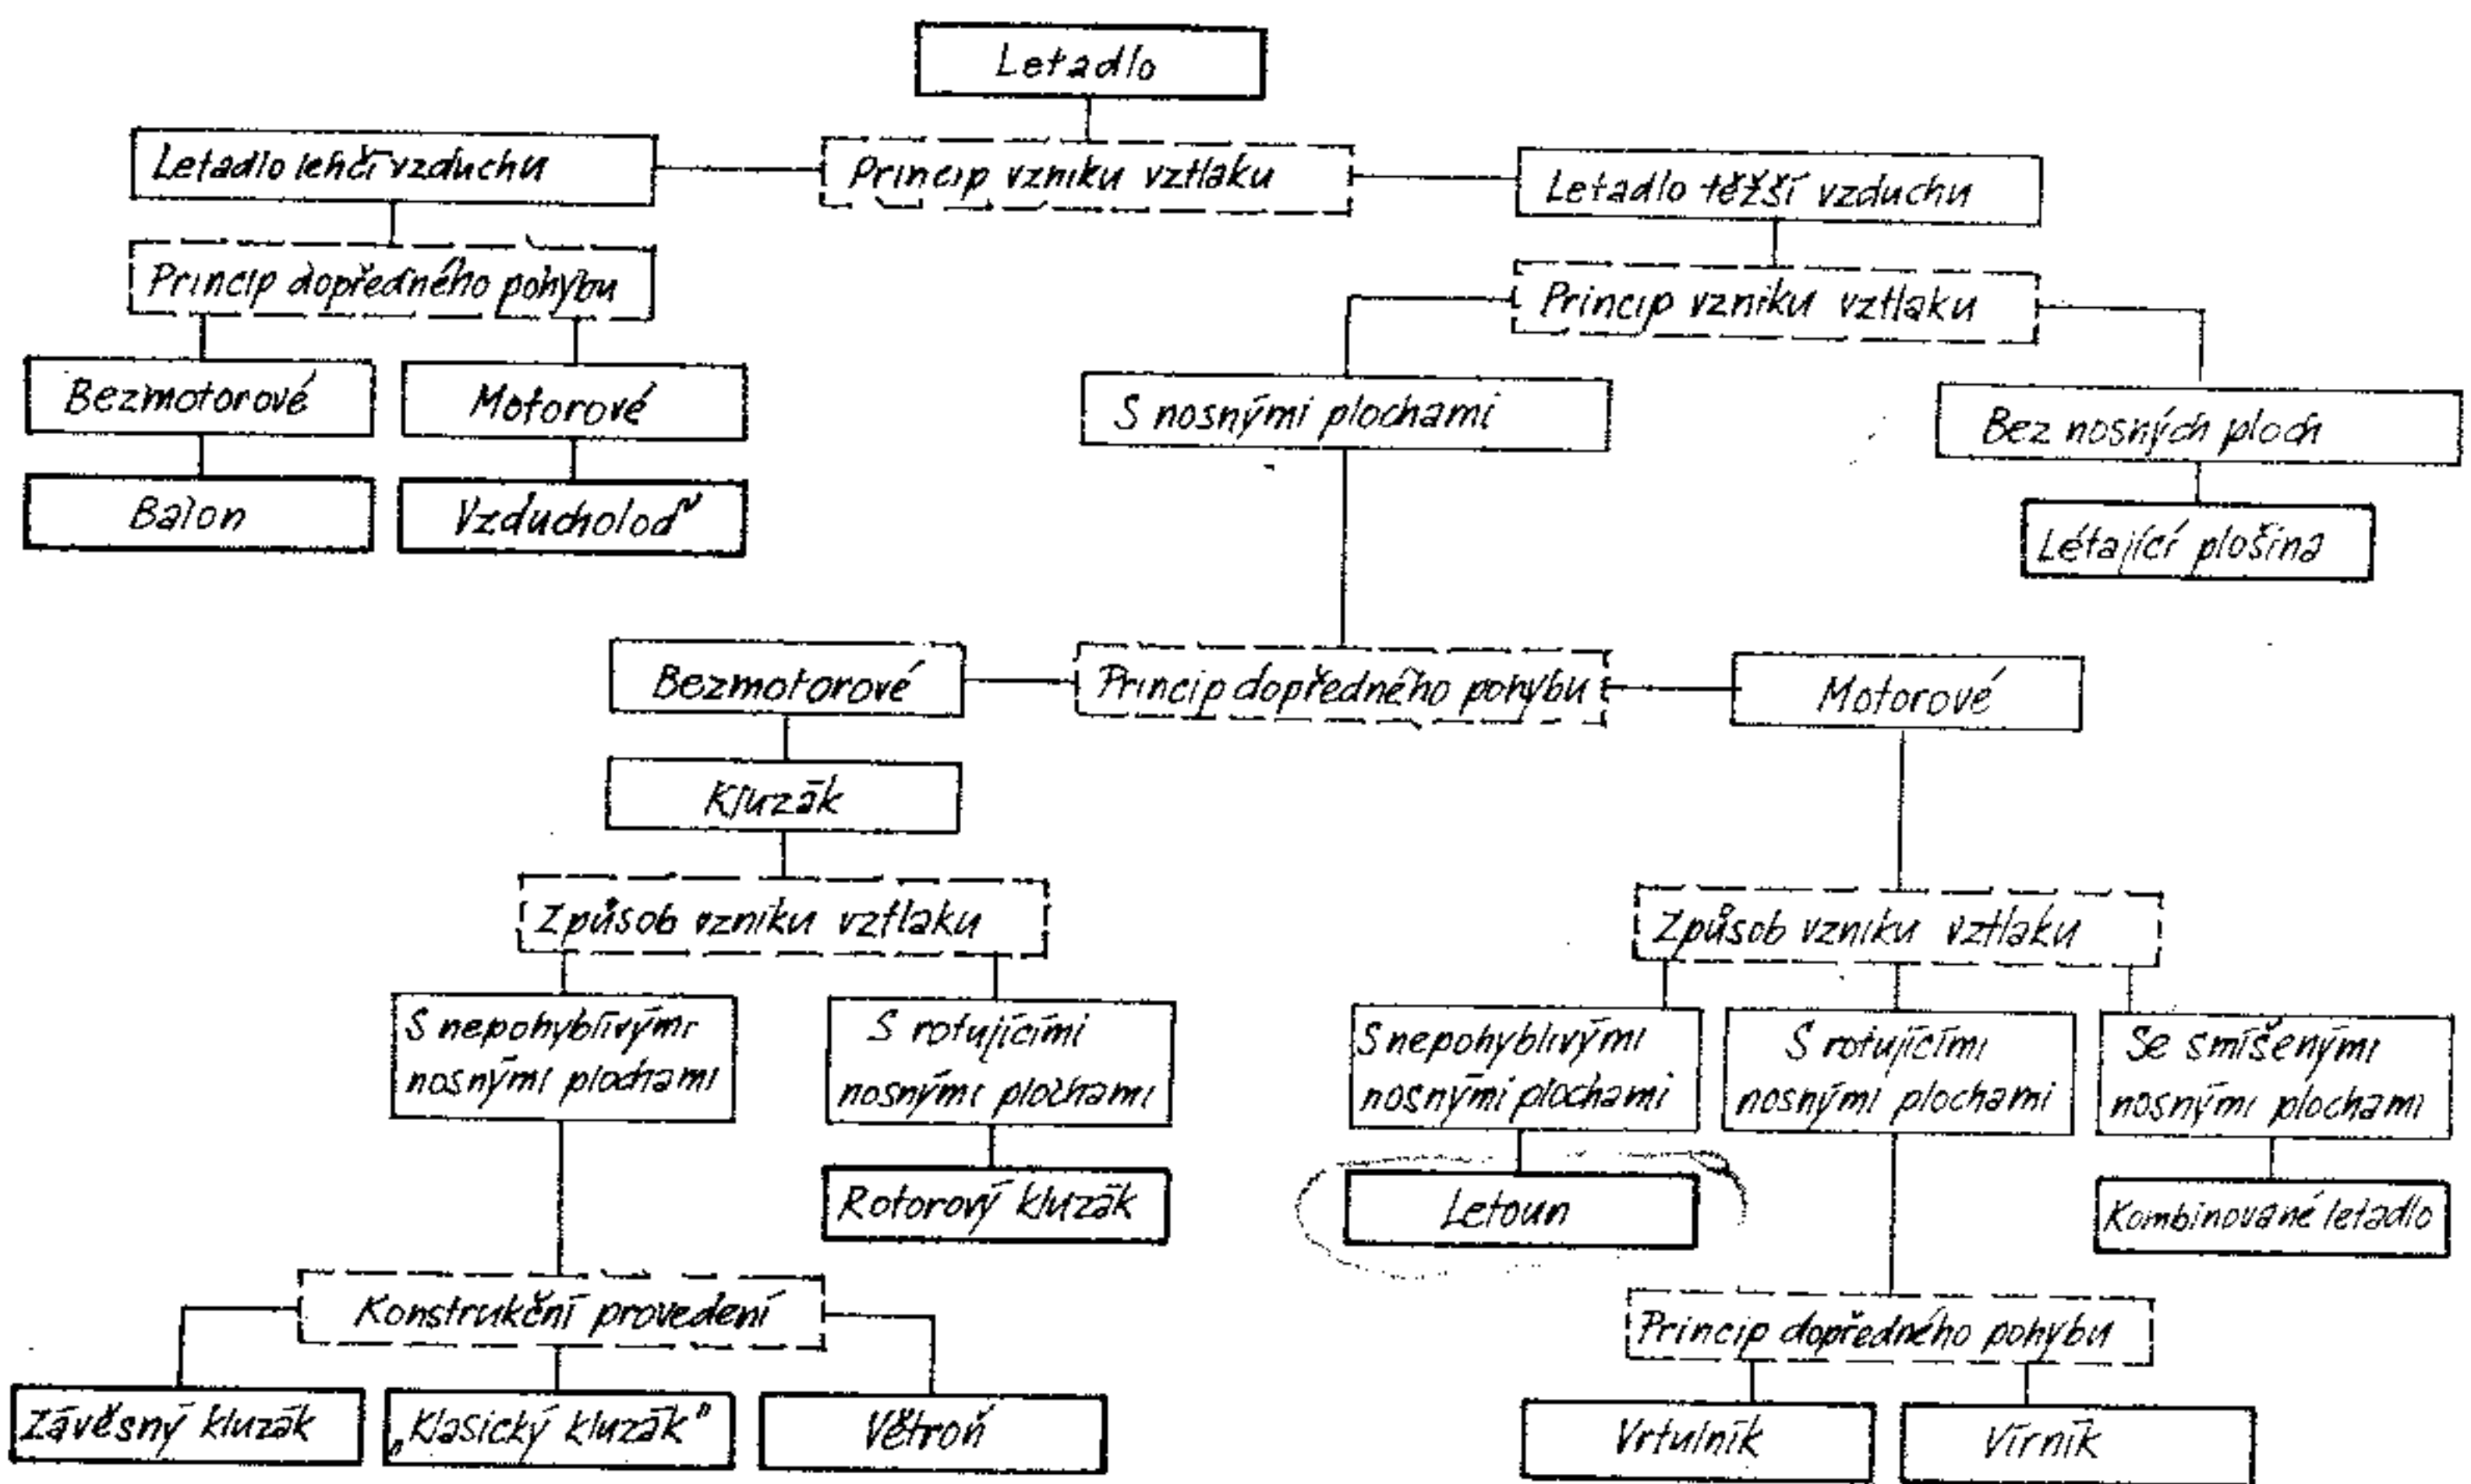 Letadlo
Letadlo lehčí vzduchu
Princip vzniku vztlaku
Letadlo těžší vzduchu
Princip dopředného pohybu
Princip vzniku vztlaku
Bezmotorové
Motorové
S nosnými plochami
Bez nosných ploch
Balon
Vzducholoď
Létající plošina
Bezmotorové
Princip dopředného pohybu
Motorové
Kluzák
Způsob vzniku vztlaku
Způsob vzniku vztlaku
S nepohyblivými
nosnými plochami
S rotujícími
nosnými plochami
S nepohyblivými
nosnými plochami
S rotujícími
nosnými plochami
Se smíšenými
nosnými plochami
Rotorový kluzák
Letoun
Kombinované letadlo
Konstrukční provedení
Princip dopředného pohybu
Závěsný kluzák
„Klasický kluzák"
Větroň
Vrtulník
Vírník